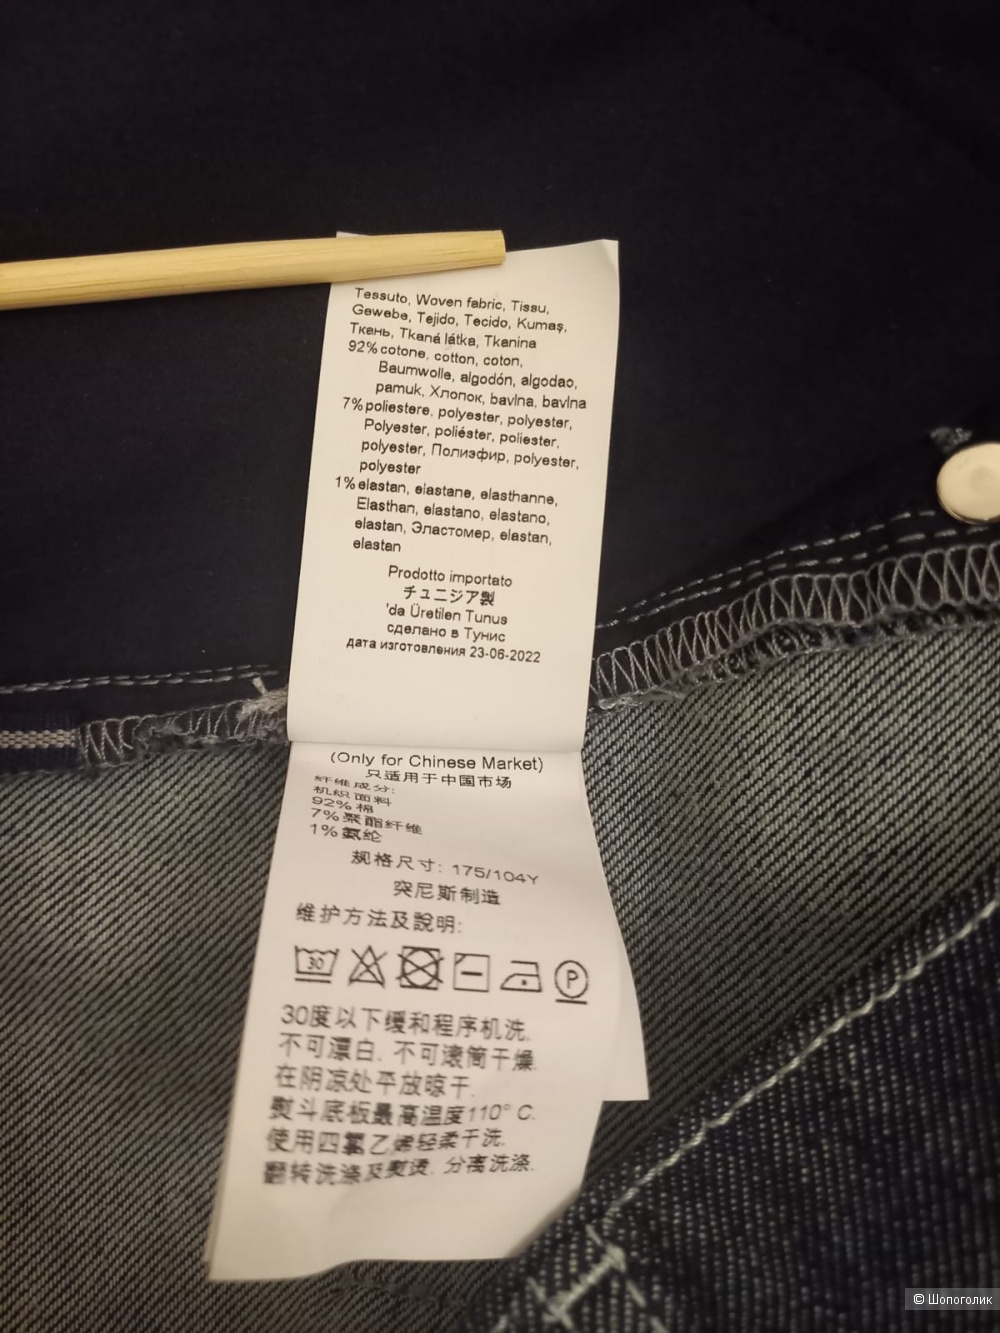 Tessuto, Woven fabric, Tissu,
Gewebe, Tejido, Tecido, Kumaş,
Ткень, Tkaná látka, Tkanina
92% cotone, cotton, coton,
Baumwolle, algodón, algodao,
pamuk, Хлопок, bavlna, bavlna
7% poliestere, polyester, polyester,
Polyester, poliéster, poliester,
polyester, Полиэфир, polyester,
polyester
1% elastan, elastane, elasthanne,
Elasthan, elastano, elastano,
elastan, Эластомер, elastan,
elastan
Prodotto importato
チュニジア製
'da Üretilen Tunus
сделано в Тунис
дата изготовления 23-06-2022
(Only for Chinese Market)
只适用于中国市场
纤维成分:
机织面料
92% 棉
7% 聚酯纤维
1% 氨纶
规格尺寸: 175/104Y
突尼斯制造
维护方法及說明:
30 P
30度以下缓和程序机洗.
不可漂白. 不可滚筒干燥.
在阴凉处平放晾干.
熨斗底板最高温度110° C.
使用四氯乙烯轻柔干洗.
翻转洗涤及熨烫. 分离洗涤.
© Шопоголик